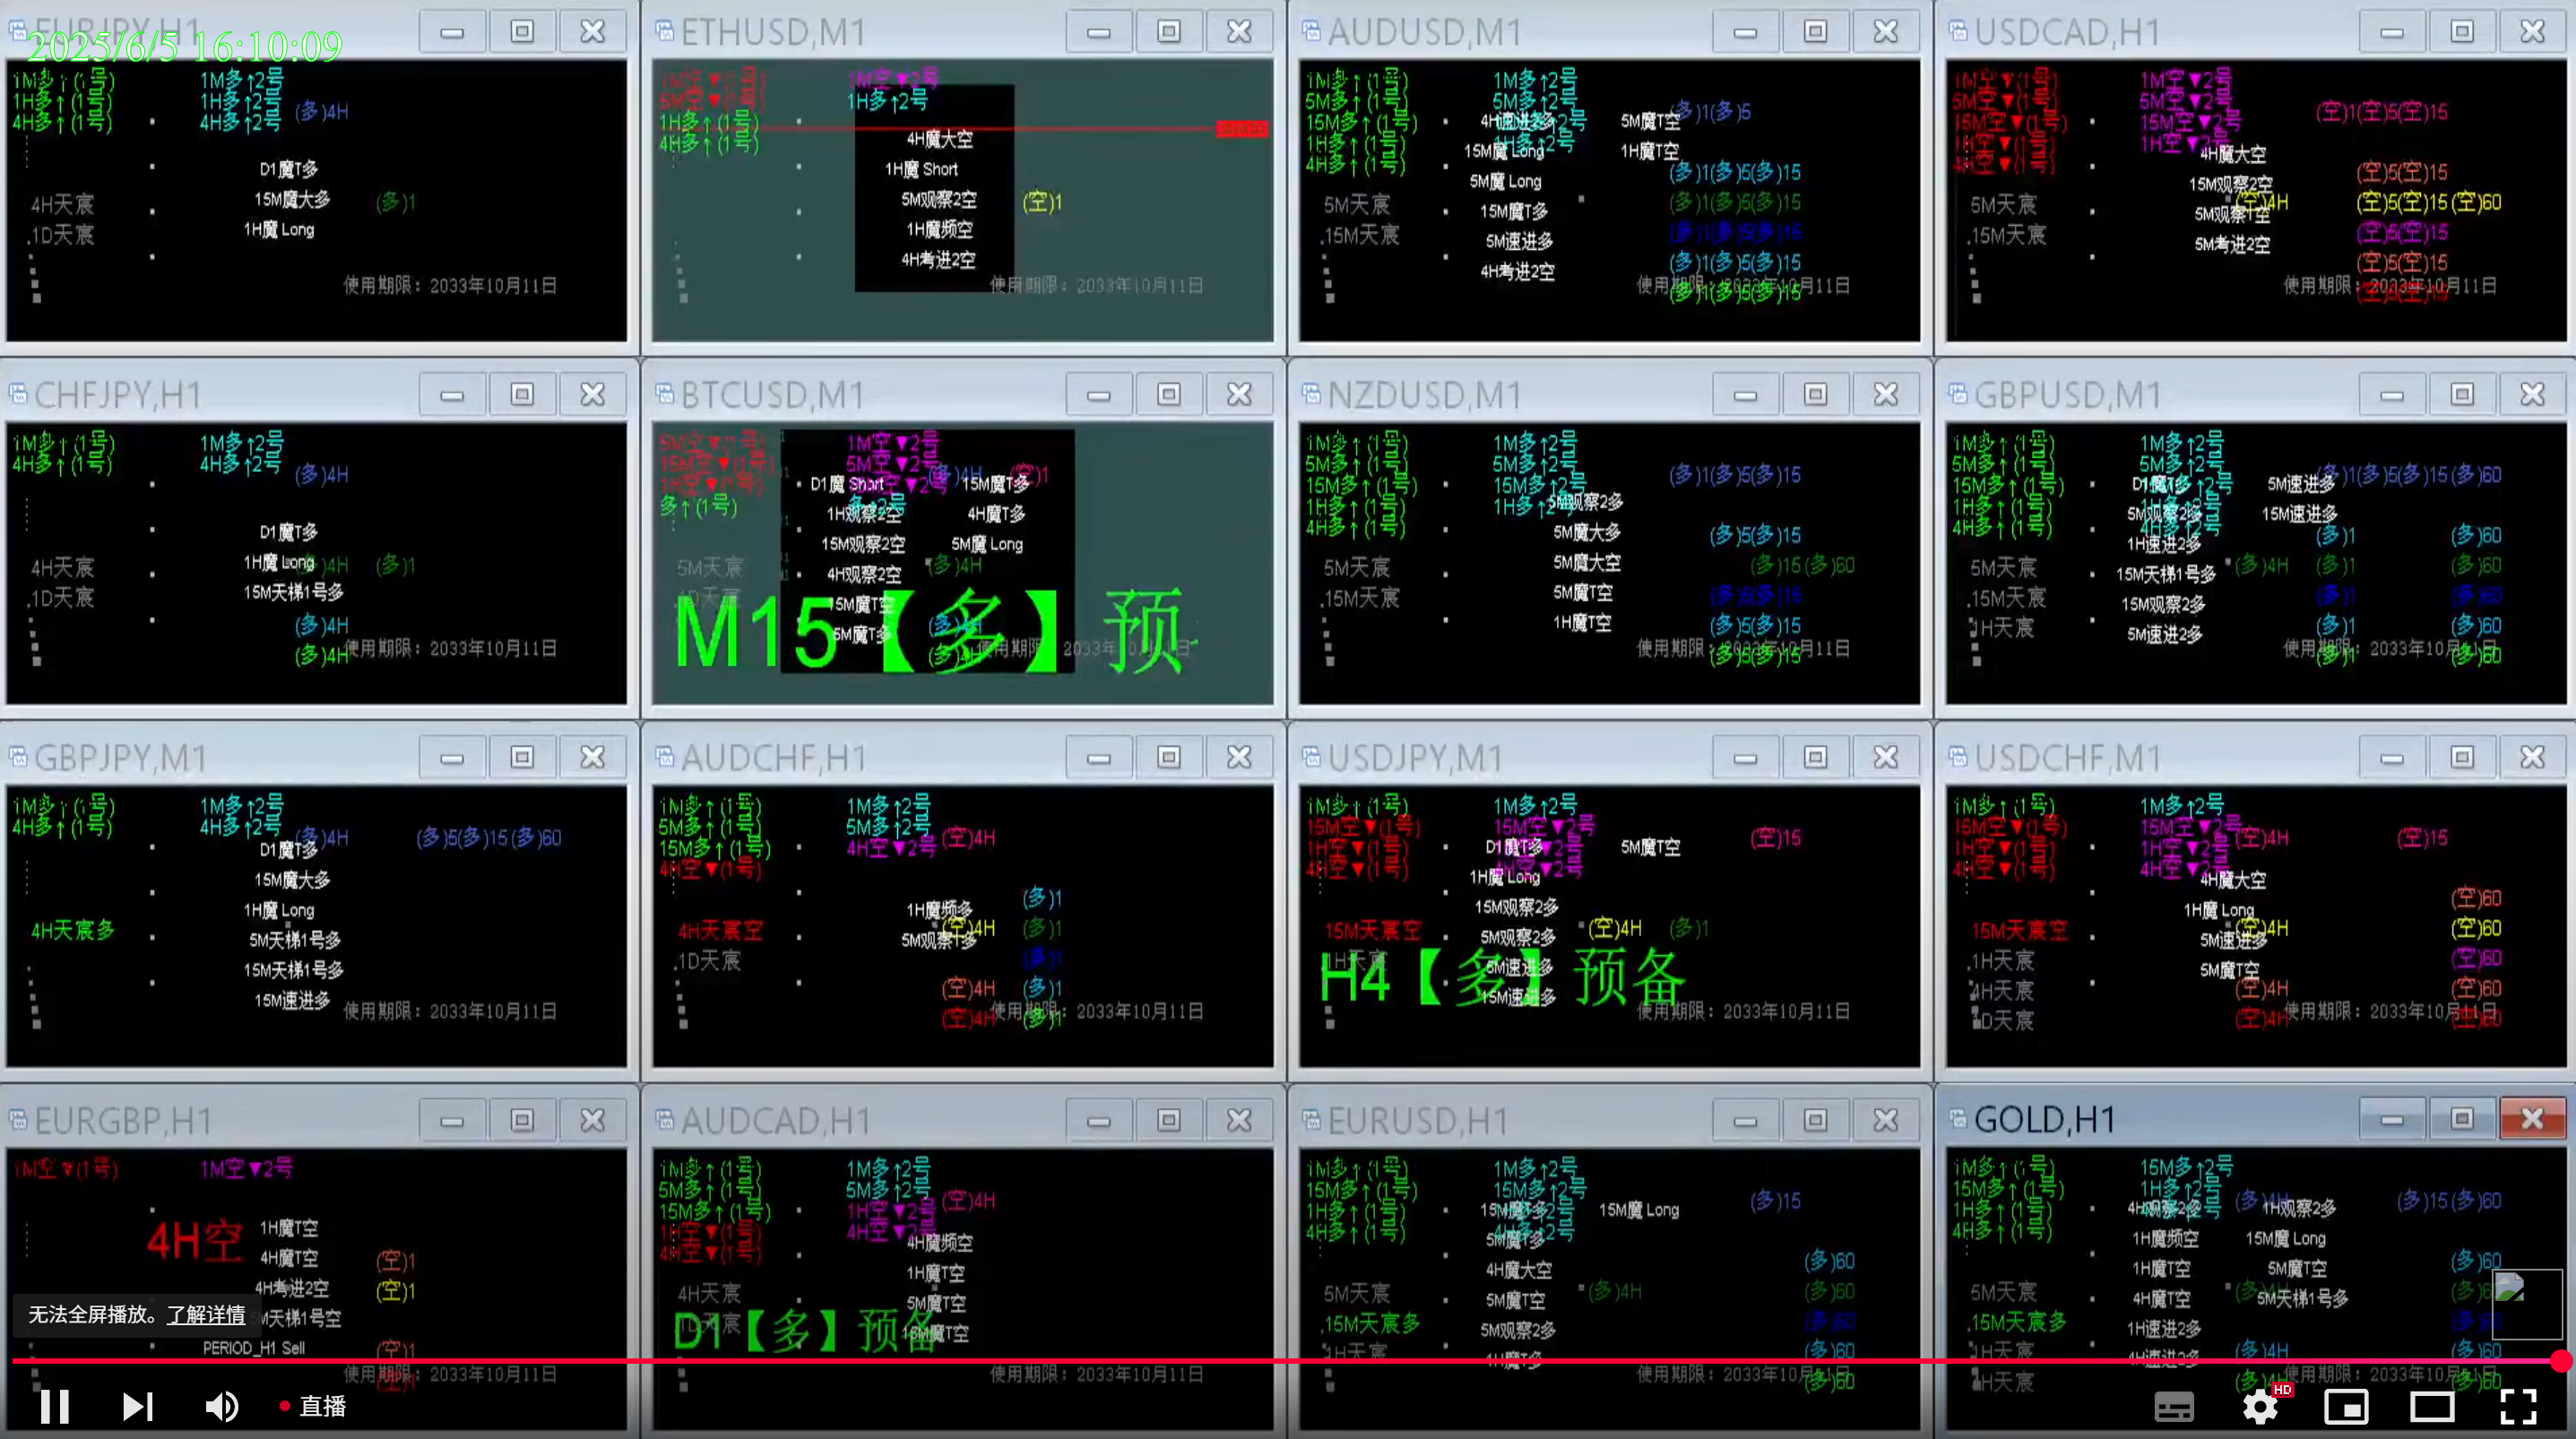 EURJPY,H1
2025/6/5 16:10:09
1M多↑(1号)
1H多↑(1号)
4H多↑(1号)
1M多↑2号
1H多↑2号
4H多↑2号
(多)4H
D1魔T多
15M魔大多
1H魔 Long
(多)1
4H天宸
.1D天宸
使用期限：2033年10月11日
ETHUSD,M1
1M空▼(1号)
5M空▼(1号)
1H多↑(1号)
4H多↑(1号)
1M空▼2号
1H多↑2号
4H魔大空
1H魔 Short
5M观察2空
1H魔频空
4H考进2空
(空)1
使用期限：2033年10月11日
AUDUSD,M1
1M多↑(1号)
5M多↑(1号)
15M多↑(1号)
1H多↑(1号)
4H多↑(1号)
1M多↑2号
5M多↑2号
4H速进2多
15M魔 Long
5M魔 Long
15M魔T多
5M速进多
4H考进2空
5M魔T空
1H魔T空
(多)1(多)5
(多)1(多)5(多)15
(多)1(多)5(多)15
(多)1(多)5(多)15
(多)1(多)5(多)15
(多)1(多)5(多)15
5M天宸
.15M天宸
使用期限：2033年10月11日
USDCAD,H1
1M空▼(1号)
5M空▼(1号)
15M空▼(1号)
1H空▼(1号)
4H空▼(1号)
1M空▼2号
5M空▼2号
15M空▼2号
1H空▼2号
4H魔大空
15M观察2空
5M观察T空
5M考进2空
(空)1(空)5(空)15
(空)5(空)15
(空)4H
(空)5(空)15(空)60
(空)5(空)15
(空)5(空)15
(空)5(空)15
5M天宸
.15M天宸
使用期限：2033年10月11日
CHFJPY,H1
1M多↑(1号)
4H多↑(1号)
1M多↑2号
4H多↑2号
(多)4H
D1魔T多
1H魔 Long
15M天梯1号多
(多)4H
(多)1
(多)4H
(多)4H
4H天宸
.1D天宸
使用期限：2033年10月11日
BTCUSD,M1
5M空▼(1号)
15M空▼(1号)
1H空▼(1号)
多↑(1号)
1M空▼2号
5M空▼2号
(多)4H
(空)1
D1魔 Short
1H观察2空
15M观察2空
4H观察2空
15M魔T空
5M魔T多
15M魔T多
4H魔T多
5M魔 Long
(多)4H
5M天宸
M15【多】预
NZDUSD,M1
1M多↑(1号)
5M多↑(1号)
15M多↑(1号)
1H多↑(1号)
4H多↑(1号)
1M多↑2号
5M多↑2号
15M多↑2号
5M观察2多
5M魔大多
5M魔大空
5M魔T空
1H魔T空
(多)1(多)5(多)15
(多)5(多)15
(多)15(多)60
(多)5(多)15
(多)5(多)15
(多)5(多)15
5M天宸
.15M天宸
使用期限：2033年10月11日
GBPUSD,M1
1M多↑(1号)
5M多↑(1号)
15M多↑(1号)
1H多↑(1号)
4H多↑(1号)
1M多↑2号
5M多↑2号
D1魔T多
5M观察2多
1H速进2多
15M天梯1号多
15M观察2多
5M速进2多
5M速进多
15M速进多
(多)1(多)5(多)15(多)60
(多)1
(多)60
(多)4H
(多)1
(多)60
(多)1
(多)60
(多)1
(多)60
(多)1
(多)60
5M天宸
.15M天宸
1H天宸
使用期限：2033年10月11日
GBPJPY,M1
1M多↑(1号)
4H多↑(1号)
1M多↑2号
4H多↑2号
(多)4H
(多)5(多)15(多)60
D1魔T多
15M魔大多
1H魔 Long
5M天梯1号多
15M天梯1号多
15M速进多
4H天宸多
使用期限：2033年10月11日
AUDCHF,H1
1M多↑(1号)
5M多↑(1号)
15M多↑(1号)
4H空▼(1号)
1M多↑2号
5M多↑2号
4H空▼2号
(空)4H
1H魔频多
5M观察T多
(多)1
(空)4H
(多)1
(多)1
(空)4H
(多)1
(空)4H
(多)1
4H天宸空
.1D天宸
使用期限：2033年10月11日
USDJPY,M1
1M多↑(1号)
15M空▼(1号)
1H空▼(1号)
4H空▼(1号)
1M多↑2号
15M空▼2号
D1魔T多
1H魔 Long
15M观察2多
5M观察2多
5M速进多
15M速进多
5M魔T空
(空)15
(空)4H
(多)1
15M天宸空
H4【多】预备
使用期限：2033年10月11日
USDCHF,M1
1M多↑(1号)
15M空▼(1号)
1H空▼(1号)
4H空▼(1号)
1M多↑2号
15M空▼2号
1H空▼2号
4H空▼2号
(空)4H
(空)15
4H魔大空
1H魔 Long
5M速进多
5M魔T空
(空)60
(空)4H
(空)60
(空)60
(空)4H
(空)60
(空)4H
(空)60
15M天宸空
.1H天宸
4H天宸
1D天宸
使用期限：2033年10月11日
EURGBP,H1
1M空▼(1号)
1M空▼2号
4H空
1H魔T空
4H魔T空
4H考进2空
5M天梯1号空
PERIOD_H1 Sell
(空)1
(空)1
(空)1
(空)1
使用期限：2033年10月11日
AUDCAD,H1
1M多↑(1号)
5M多↑(1号)
15M多↑(1号)
1H空▼(1号)
4H空▼(1号)
1M多↑2号
5M多↑2号
1H空▼2号
4H空▼2号
(空)4H
4H魔频空
1H魔T空
5M魔T空
15M魔T空
4H天宸
D1【多】预备
使用期限：2033年10月11日
EURUSD,H1
1M多↑(1号)
15M多↑(1号)
1H多↑(1号)
4H多↑(1号)
1M多↑2号
15M多↑2号
15M魔T多
5M魔T多
4H魔大空
5M魔T空
5M观察2多
1H魔T多
15M魔 Long
(多)15
(多)60
(多)4H
(多)60
(多)60
(多)60
(多)60
5M天宸
.15M天宸多
1H天宸
使用期限：2033年10月11日
GOLD,H1
1M多↑(1号)
15M多↑(1号)
1H多↑(1号)
4H多↑(1号)
15M多↑2号
1H多↑2号
(多)4H
(多)15(多)60
4H观察2多
1H魔频空
1H魔T空
4H魔T空
1H速进2多
4H速进2多
1H观察2多
15M魔 Long
5M魔T空
5M天梯1号多
(多)60
(多)4H
(多)60
(多)4H
(多)60
5M天宸
.15M天宸多
1H天宸
4H天宸
使用期限：2033年10月11日
无法全屏播放。了解详情
直播
HD